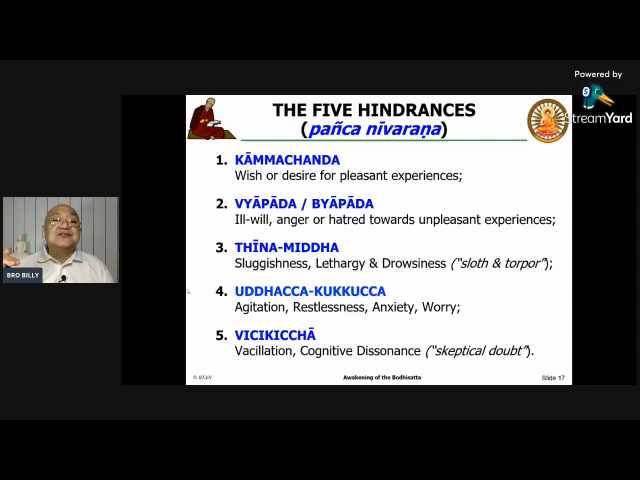 Powered by
StreamYard
THE FIVE HINDRANCES
(pañca nīvaraṇa)
1. KĀMMACHANDA
Wish or desire for pleasant experiences;
2. VYĀPĀDA / BYĀPĀDA
Ill-will, anger or hatred towards unpleasant experiences;
3. THĪNA-MIDDHA
Sluggishness, Lethargy & Drowsiness (“sloth & torpor”);
4. UDDHACCA-KUKKUCCA
Agitation, Restlessness, Anxiety, Worry;
5. VICIKICCHĀ
Vacillation, Cognitive Dissonance (“skeptical doubt”).
BRO BILLY
Awakening of the Bodhisatta
Slide 17